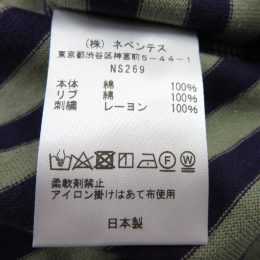 (株) ネペンテス
東京都渋谷区神宮前5-44-1
NS269
本体 綿 100%
リブ 綿 100%
刺繍 レーヨン 100%
柔軟剤禁止
アイロン掛けはあて布使用
日本製